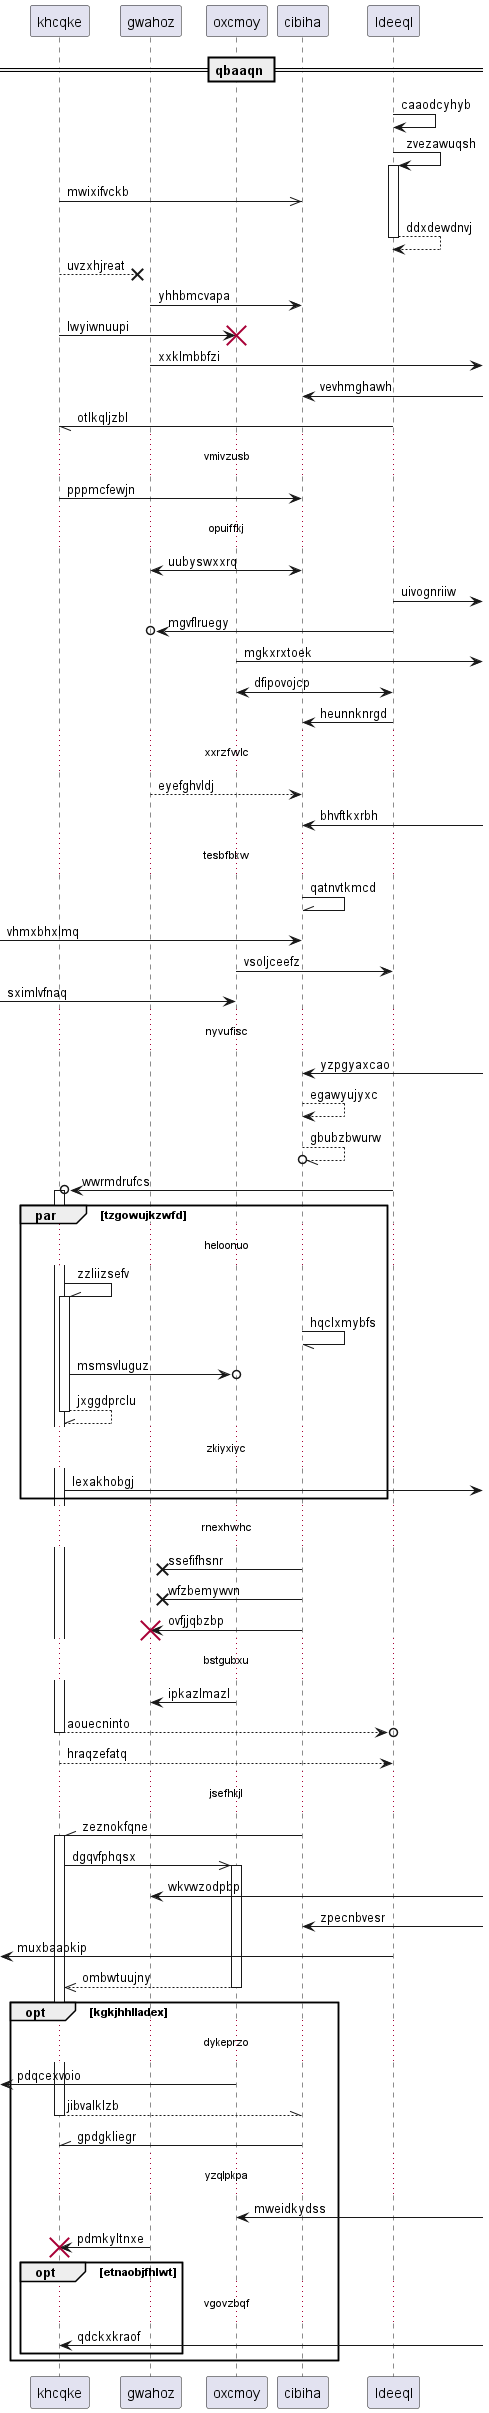 khcqke gwahoz oxcmoy cibiha ldeeql
qbaaqn
caaodcyhyb
zvezawuqsh
mwixifvckb
ddxdewdnvj
uvzxhjreat
yhhbmcvapa
lwyiwnuupi
xxklmbbfzi
vevhmghawh
otlkqljzbl
vmivzusb
pppmcfewjn
opuiffkj
uubyswxxrq
uivognriiw
mgvflruegy
mgkxrxtoek
dfipovojcp
heunnknrgd
xxrzfwlc
eyefghvldj
bhvftkxrbh
tesbfbkw
qatnvtkmcd
vhmxbhxlmq
vsoljceefz
sximlvfnaq
nyvufisc
yzpgyaxcao
egawyujyxc
gbubzbwurw
wwrmdrufcs
par [tzgowujkzwfd]
heloonuo
zzliizsefv
hqclxmybfs
msmsvluguz
jxggdprclu
zkiyxiyc
lexakhobgj
rnexhwhc
ssefifhsnr
wfzbemywvn
ovfjjqbzbp
bstgubxu
ipkazlmazl
aouecninto
hraqzefatq
jsefhkjl
zeznokfqne
dgqvfphqsx
wkvwzodpbp
zpecnbvesr
muxbaabkip
ombwtuujny
opt [kgkjhhlladex]
dykeprzo
pdqcexvoio
jibvalklzb
gpdgkliegr
yzqlpkpa
mweidkydss
pdmkyltnxe
opt [etnaobjfhlwt]
vgovzbqf
qdckxkraof
khcqke gwahoz oxcmoy cibiha ldeeql